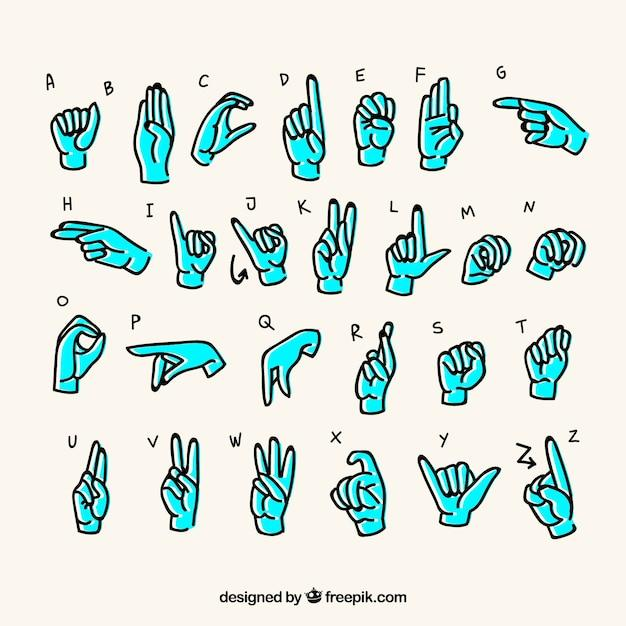 A B C D E F G
H I J K L M N
O P Q R S T
U V W X Y Z
designed by freepik.com